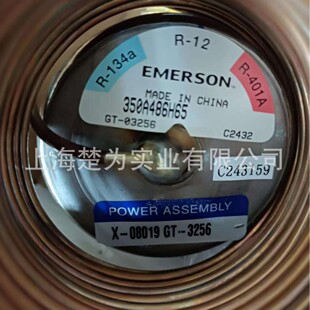 R-12
R-134a
R-401A
EMERSON
MADE IN CHINA
350A486H65
GT-03256
C2432
上海楚为实业有限公司
C243159
POWER ASSEMBLY
X-08019 GT-3256